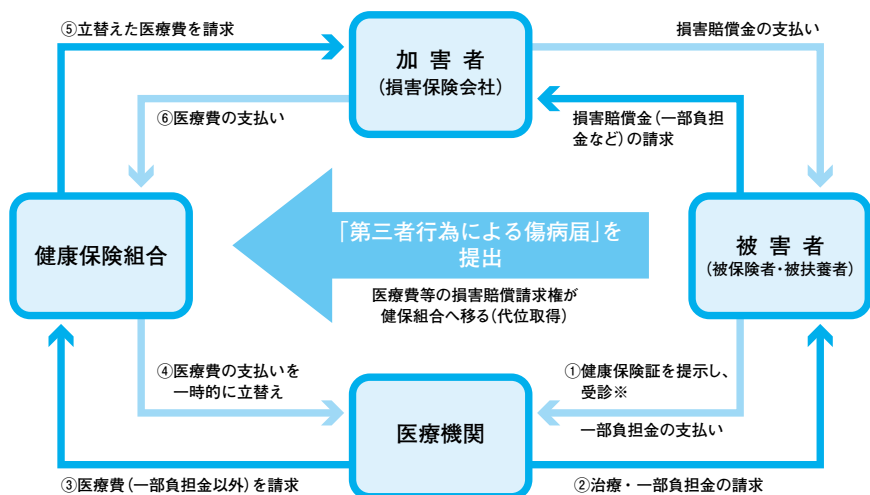 ⑤立替えた医療費を請求
加害者
(損害保険会社)
損害賠償金の支払い
⑥医療費の支払い
損害賠償金(一部負担
金など)の請求
健康保険組合
「第三者行為による傷病届」を
提出
医療費等の損害賠償請求権が
健保組合へ移る(代位取得)
被害者
(被保険者・被扶養者)
④医療費の支払いを
一時的に立替え
①健康保険証を提示し、
受診※
一部負担金の支払い
医療機関
③医療費(一部負担金以外)を請求
②治療・一部負担金の請求